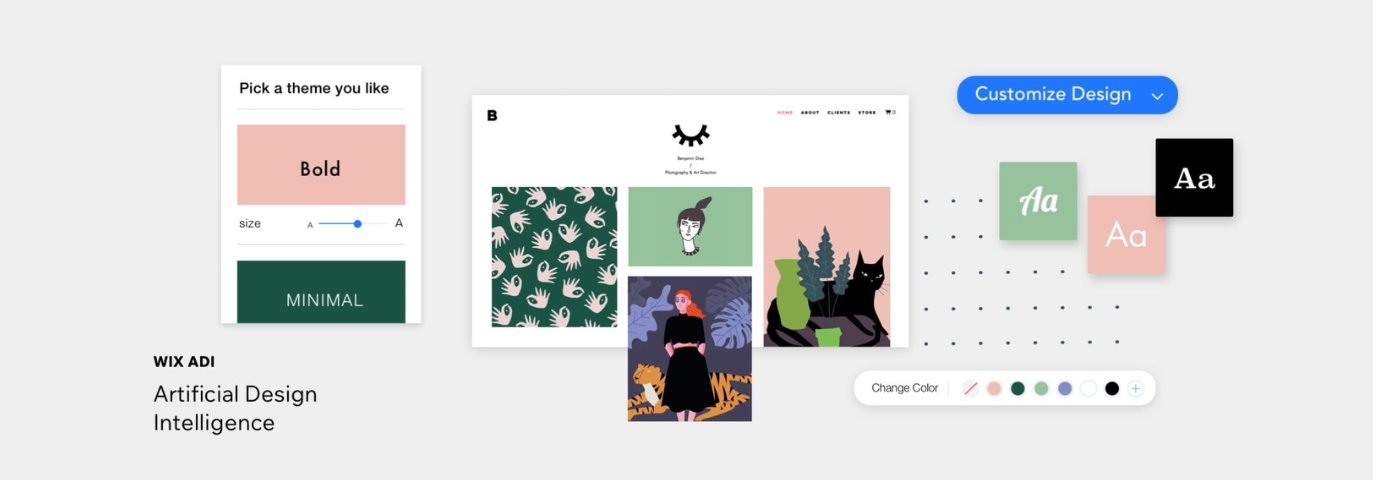 Pick a theme you like
Bold
size A A
MINIMAL
WIX ADI
Artificial Design
Intelligence
B
HOME ABOUT CLIENTS STORE 0
Benjamin Diaz
/
Photography & Art Direction
Customize Design
Aa
Aa
Aa
Change Color